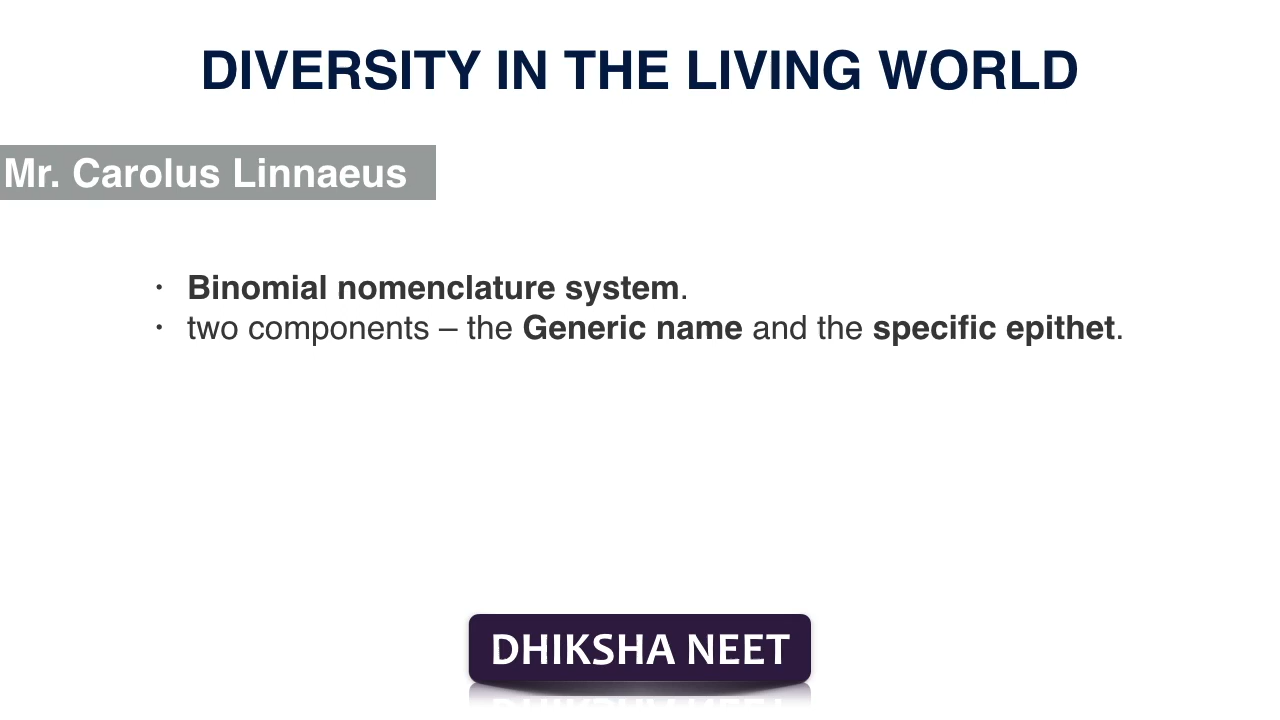 DIVERSITY IN THE LIVING WORLD
Mr. Carolus Linnaeus
· Binomial nomenclature system.
· two components – the Generic name and the specific epithet.
DHIKSHA NEET